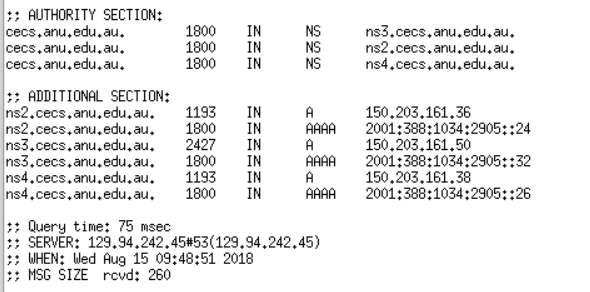 ;; AUTHORITY SECTION:
cecs.anu.edu.au. 1800 IN NS ns3.cecs.anu.edu.au.
cecs.anu.edu.au. 1800 IN NS ns2.cecs.anu.edu.au.
cecs.anu.edu.au. 1800 IN NS ns4.cecs.anu.edu.au.
;; ADDITIONAL SECTION:
ns2.cecs.anu.edu.au. 1193 IN A 150.203.161.36
ns2.cecs.anu.edu.au. 1800 IN AAAA 2001:388:1034:2905::24
ns3.cecs.anu.edu.au. 2427 IN A 150.203.161.50
ns3.cecs.anu.edu.au. 1800 IN AAAA 2001:388:1034:2905::32
ns4.cecs.anu.edu.au. 1193 IN A 150.203.161.38
ns4.cecs.anu.edu.au. 1800 IN AAAA 2001:388:1034:2905::26
;; Query time: 75 msec
;; SERVER: 129.94.242.45#53(129.94.242.45)
;; WHEN: Wed Aug 15 09:48:51 2018
;; MSG SIZE rcvd: 260